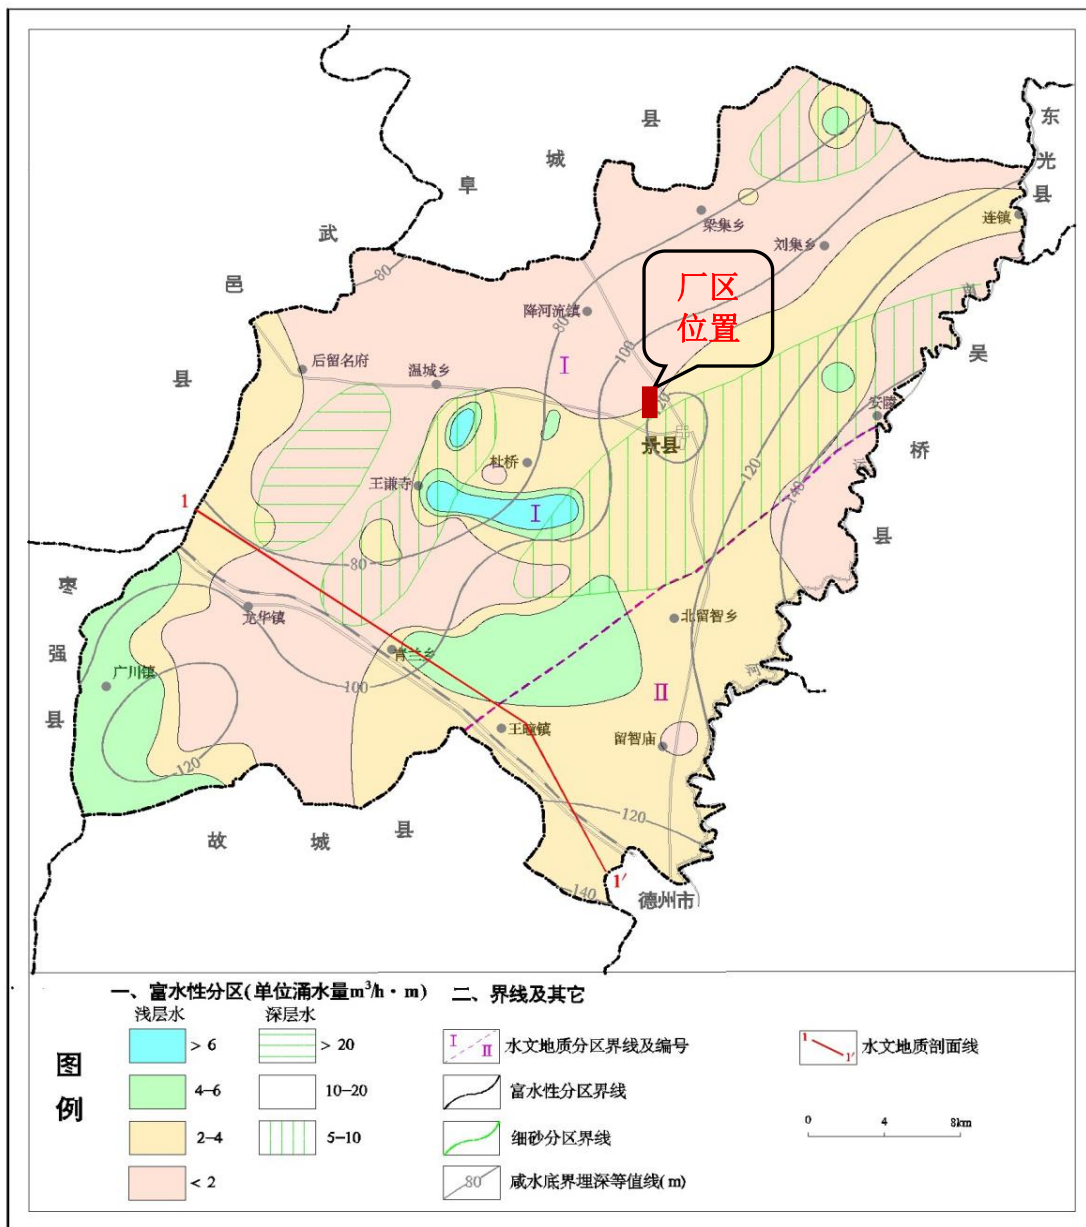 县
城
阜
东
光
县
武
邑
县
梁集乡
连镇
刘集乡
厂区
位置
80
降河流镇
80
100
吴
后留名府
温城乡
Ⅰ
120
安陵
桥
景县
杜桥
120
王谦寺
140
1
Ⅰ
县
80
枣
强
县
龙华镇
北留智乡
青兰乡
广川镇
100
Ⅱ
河
王瞳镇
留智庙
120
120
故
城
县
1′
140
德州市
图
例
一、富水性分区(单位涌水量m³/h·m)
浅层水
深层水
> 6
> 20
4-6
10-20
2-4
5-10
< 2
二、界线及其它
Ⅰ
Ⅱ
水文地质分区界线及编号
富水性分区界线
细砂分区界线
80
咸水底界埋深等值线(m)
1
1′
水文地质剖面线
0
4
8km